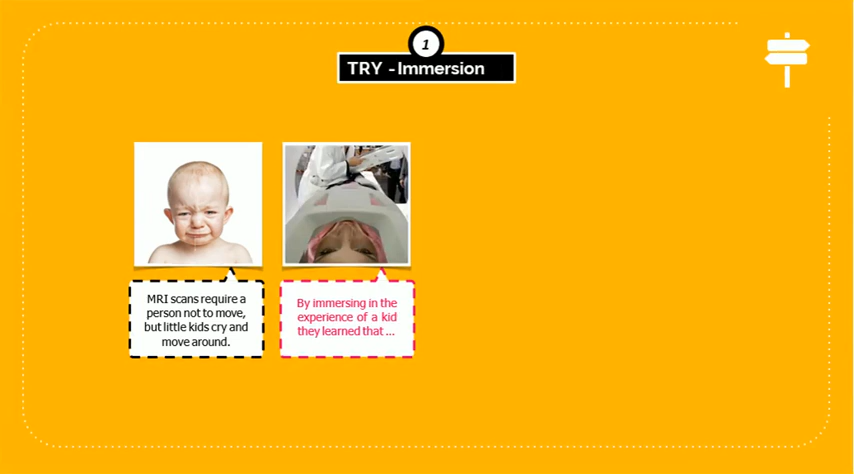 1
TRY - Immersion
MRI scans require a
person not to move,
but little kids cry and
move around.
By immersing in the
experience of a kid
they learned that ...